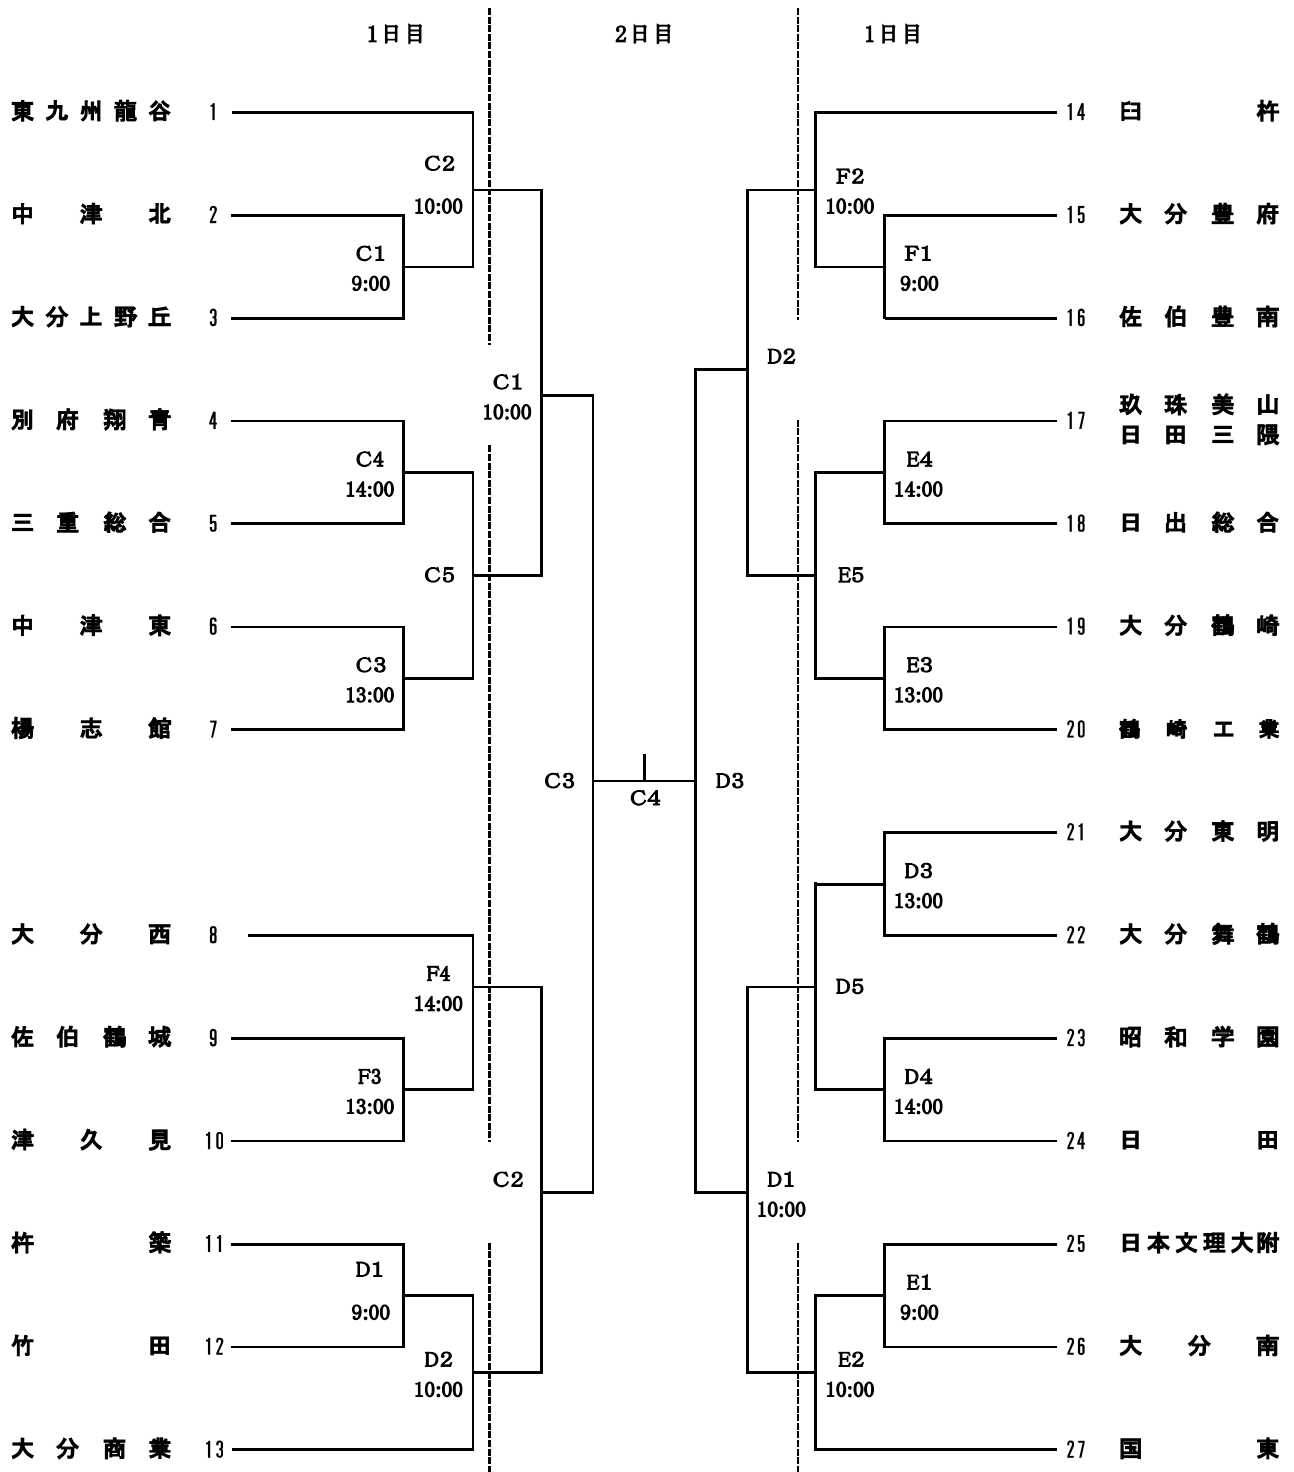 1日目 2日目 1日目
東九州龍谷 1
中津北 2
大分上野丘 3
別府翔青 4
三重総合 5
中津東 6
楊志館 7
大分西 8
佐伯鶴城 9
津久見 10
杵築 11
竹田 12
大分商業 13
C2
10:00
C1
9:00
C4
14:00
C5
C3
13:00
F4
14:00
F3
13:00
D1
9:00
D2
10:00
C1
10:00
C2
C3
C4
D3
D2
D1
10:00
F2
10:00
F1
9:00
E4
14:00
E5
E3
13:00
D3
13:00
D5
D4
14:00
E1
9:00
E2
10:00
14 臼杵
15 大分豊府
16 佐伯豊南
17 玖珠美山
日田三隈
18 日出総合
19 大分鶴崎
20 鶴崎工業
21 大分東明
22 大分舞鶴
23 昭和学園
24 日田
25 日本文理大附
26 大分南
27 国東